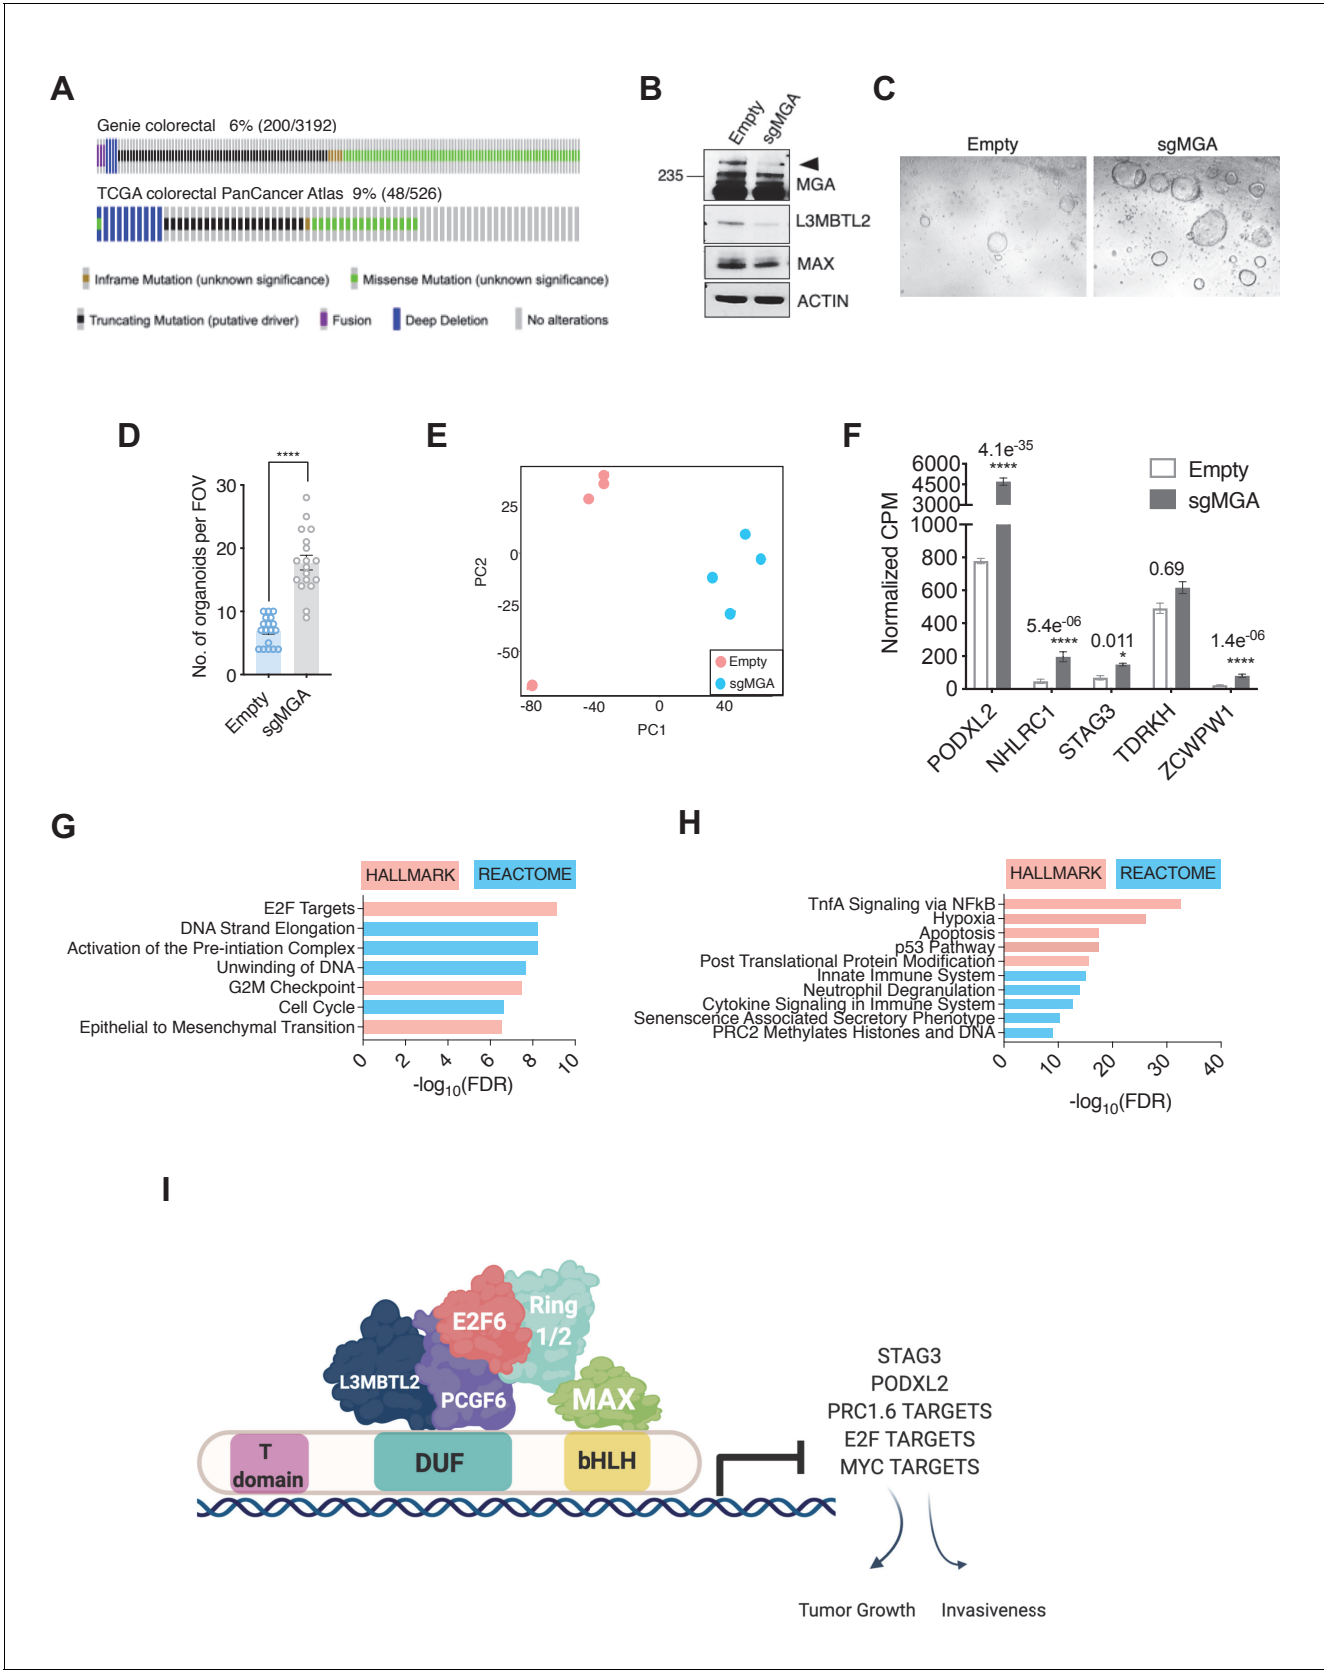 A
Genie colorectal 6% (200/3192)
TCGA colorectal PanCancer Atlas 9% (48/526)
Inframe Mutation (unknown significance)
Missense Mutation (unknown significance)
Truncating Mutation (putative driver)
Fusion
Deep Deletion
No alterations
B
Empty
sgMGA
235
MGA
L3MBTL2
MAX
ACTIN
C
Empty
sgMGA
D
****
No. of organoids per FOV
30
20
10
0
Empty
sgMGA
E
PC2
25
0
-25
-50
-80
-40
0
40
PC1
Empty
sgMGA
F
Normalized CPM
6000
4500
3000
1000
800
600
400
200
0
4.1e-35
****
5.4e-06
****
0.011
*
0.69
1.4e-06
****
Empty
sgMGA
PODXL2
NHLRC1
STAG3
TDRKH
ZCWPW1
G
HALLMARK
REACTOME
E2F Targets
DNA Strand Elongation
Activation of the Pre-intiation Complex
Unwinding of DNA
G2M Checkpoint
Cell Cycle
Epithelial to Mesenchymal Transition
0
2
4
6
8
10
-log10(FDR)
H
HALLMARK
REACTOME
TnfA Signaling via NFkB
Hypoxia
Apoptosis
p53 Pathway
Post Translational Protein Modification
Innate Immune System
Neutrophil Degranulation
Cytokine Signaling in Immune System
Senenscence Associated Secretory Phenotype
PRC2 Methylates Histones and DNA
0
10
20
30
40
-log10(FDR)
I
L3MBTL2
PCGF6
E2F6
Ring
1/2
MAX
T
domain
DUF
bHLH
STAG3
PODXL2
PRC1.6 TARGETS
E2F TARGETS
MYC TARGETS
Tumor Growth
Invasiveness